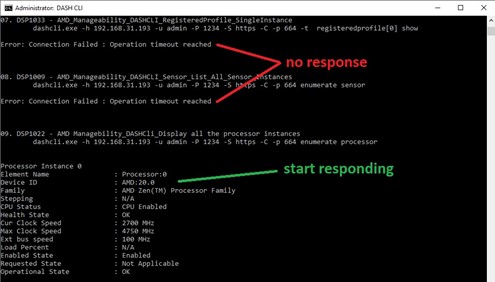 Administrator: DASH CLI
07. DSP1033 - AMD_Manageability_DASHCLI_RegisteredProfile_SingleInstance
dashcli.exe -h 192.168.31.193 -u admin -P 1234 -S https -C -p 664 -t registeredprofile[0] show
Error: Connection Failed : Operation timeout reached
no response
08. DSP1009 - AMD_Manageability_DASHCLI_Sensor_List_All_Sensor_Instances
dashcli.exe -h 192.168.31.193 -u admin -P 1234 -S https -C -p 664 enumerate sensor
Error: Connection Failed : Operation timeout reached
09. DSP1022 - AMD Manageability_DASHCli_Display all the processor instances
dashcli.exe -h 192.168.31.193 -u admin -P 1234 -S https -C -p 664 enumerate processor
start responding
Processor Instance 0
Element Name : Processor:0
Device ID : AMD:20.0
Family : AMD Zen(TM) Processor Family
Stepping : N/A
CPU Status : CPU Enabled
Health State : OK
Cur Clock Speed : 2700 MHz
Max Clock Speed : 4750 MHz
Ext bus speed : 100 MHz
Load Percent : N/A
Enabled State : Enabled
Requested State : Not Applicable
Operational State : OK